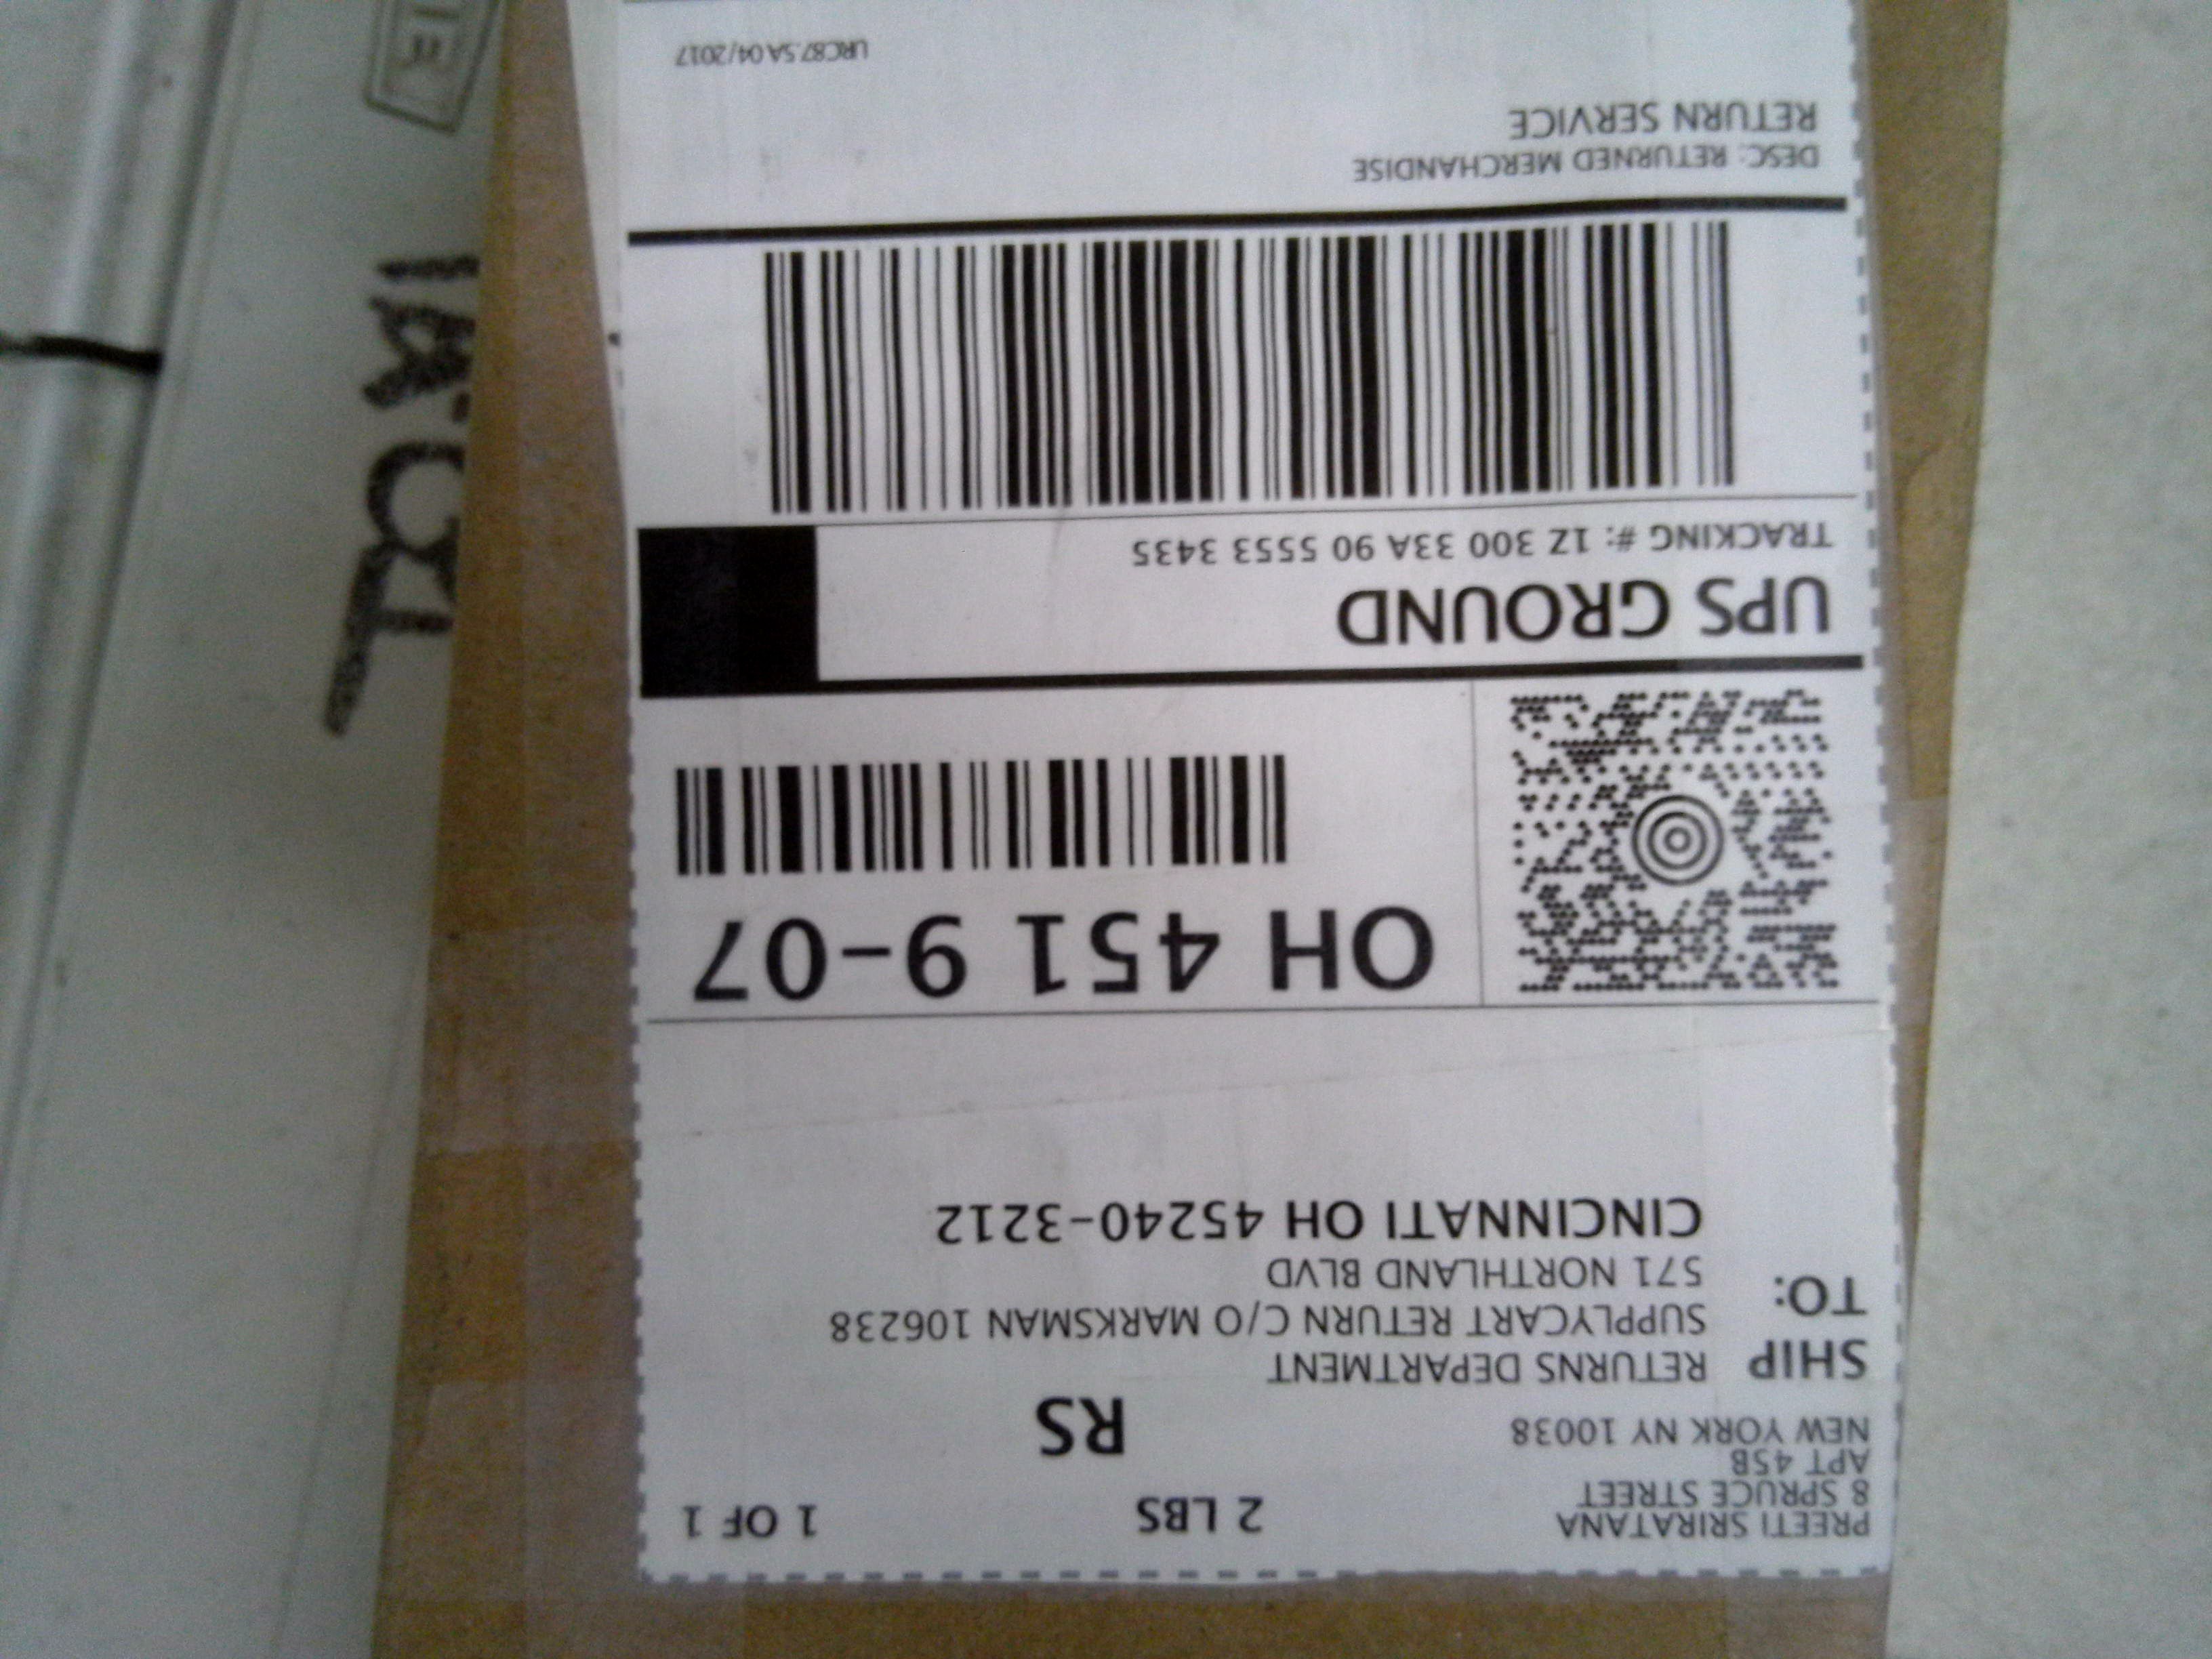 PREETI SRIRATANA
8 SPRUCE STREET
APT 45B
NEW YORK NY 10038
2 LBS
1 OF 1
RS
SHIP
TO:
RETURNS DEPARTMENT
SUPPLYCART RETURN C/O MARKSMAN 106238
571 NORTHLAND BLVD
CINCINNATI OH 45240-3212
OH 451 9-07
UPS GROUND
TRACKING #: 1Z 300 33A 90 5553 3435
DESC: RETURNED MERCHANDISE
RETURN SERVICE
URC87.SA 04/2017